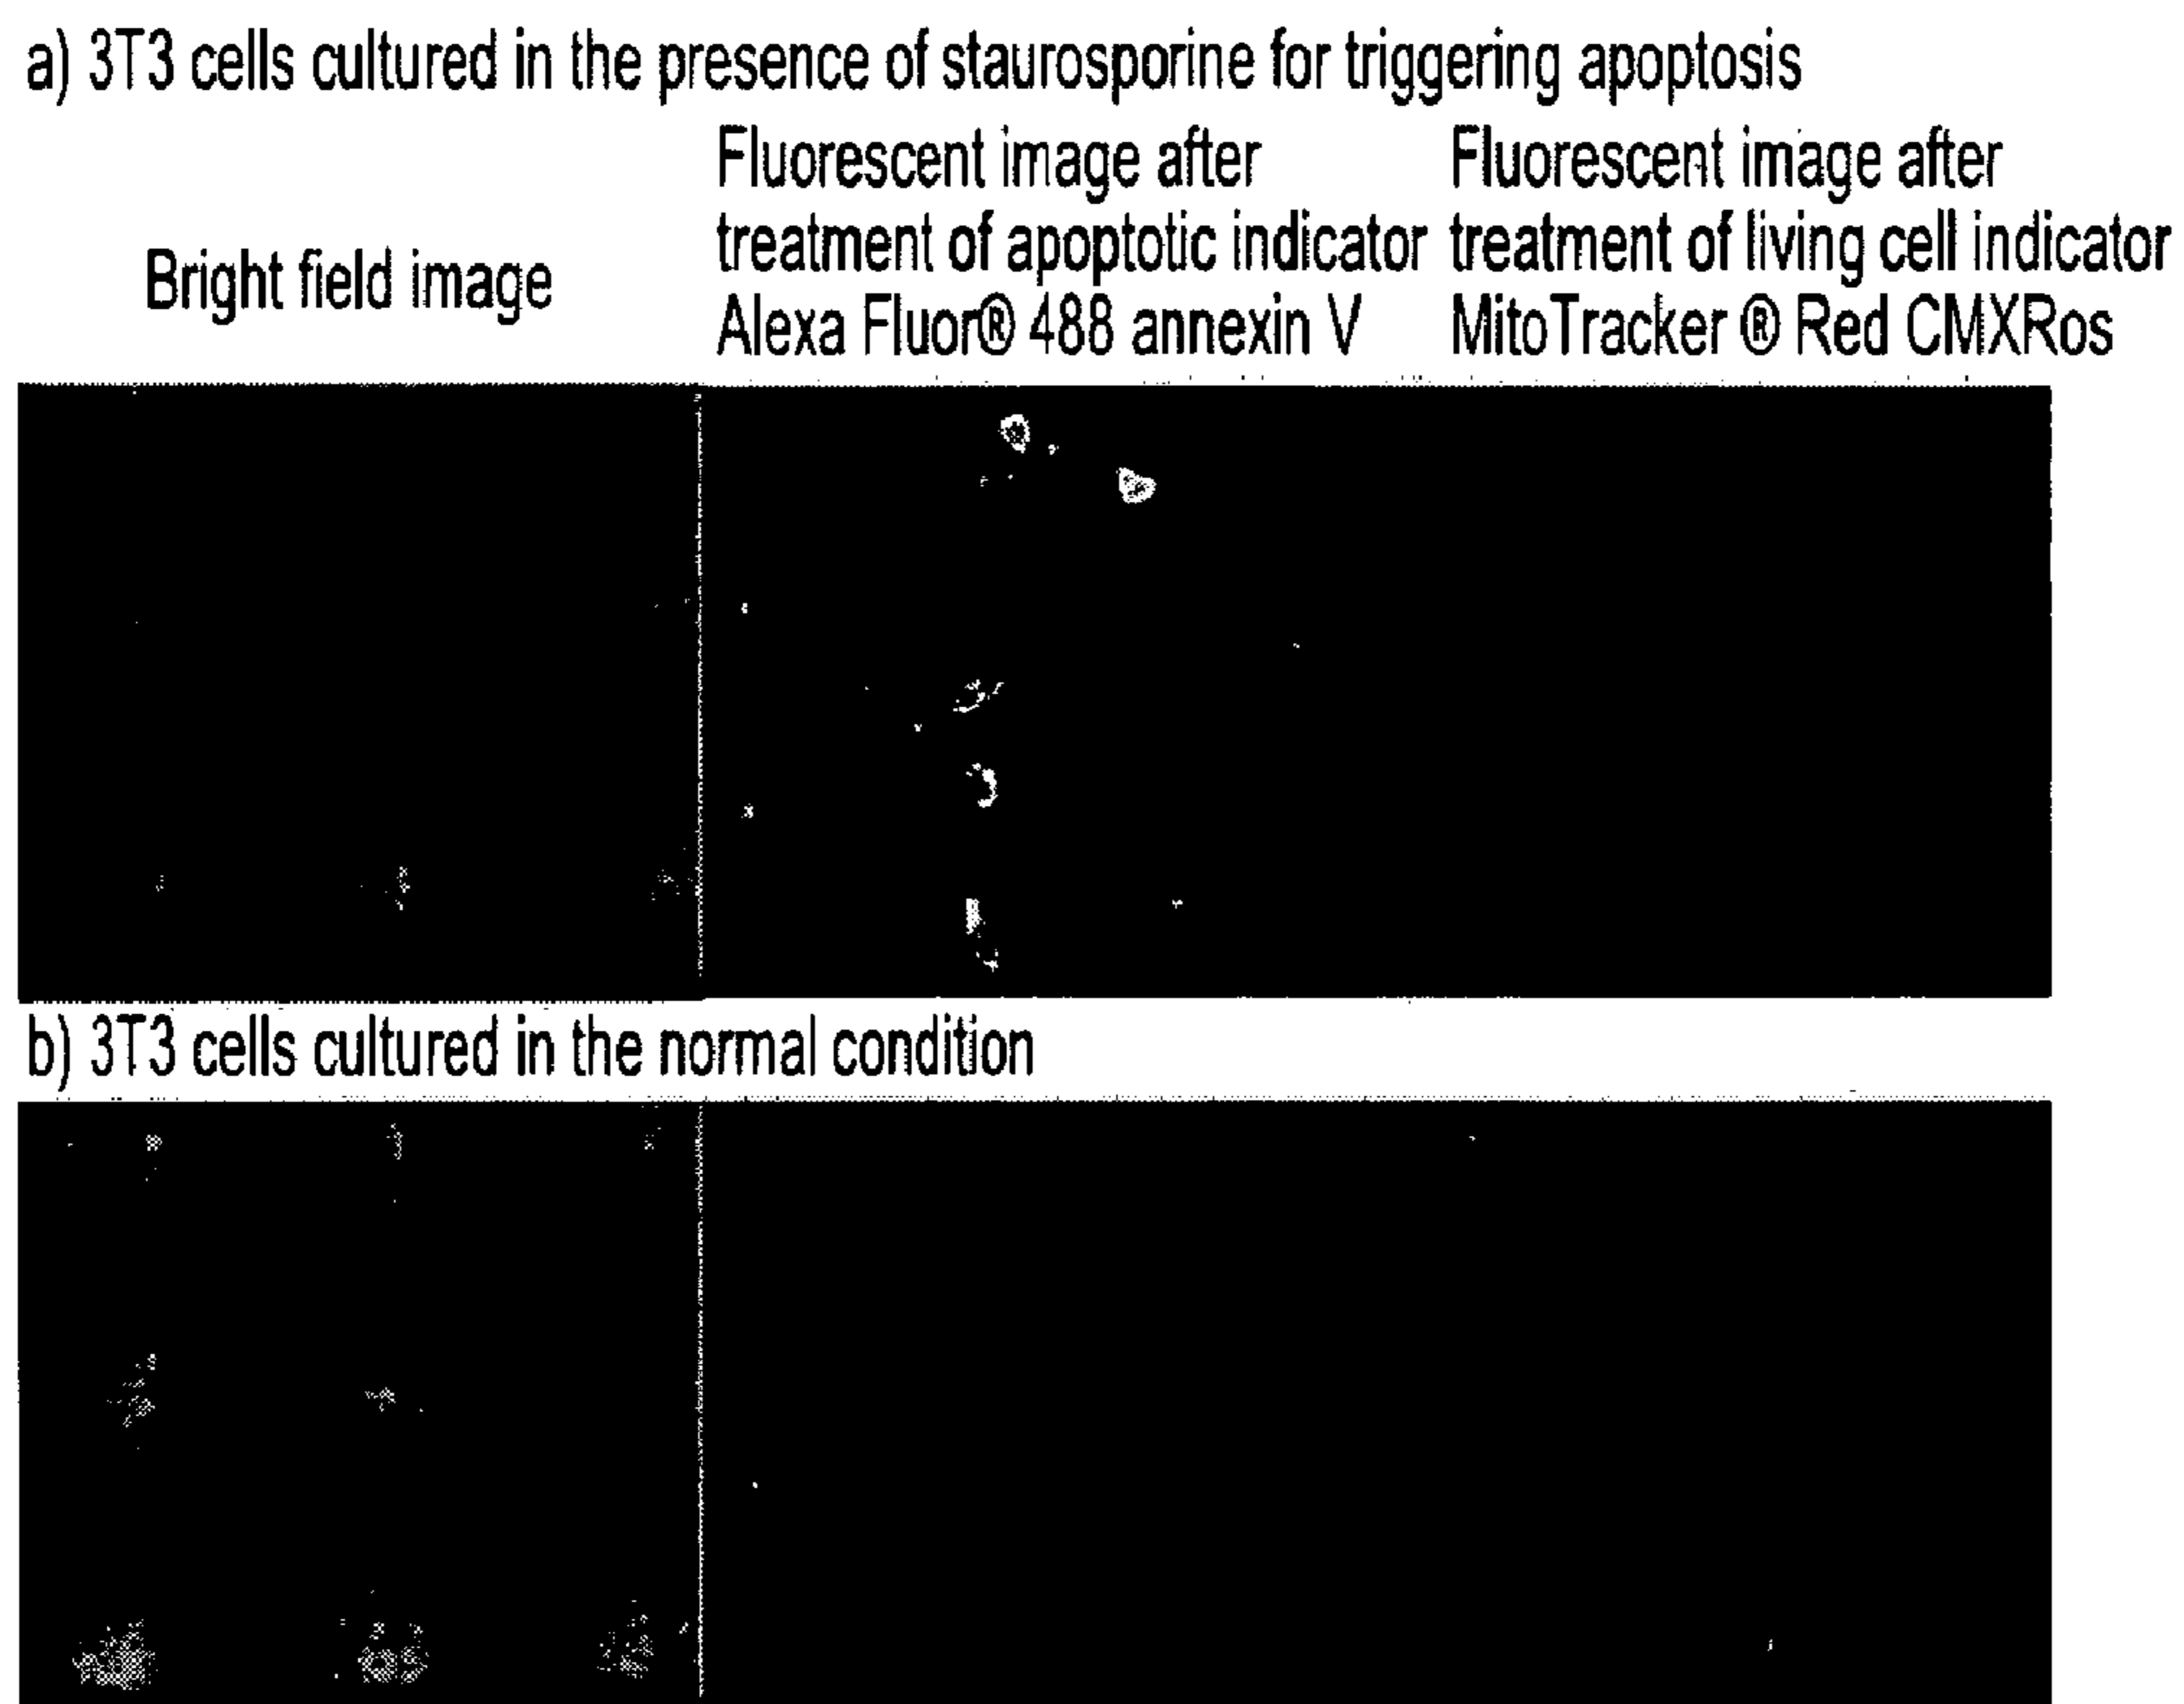 a) 3T3 cells cultured in the presence of staurosporine for triggering apoptosis
Bright field image
Fluorescent image after
treatment of apoptotic indicator
Alexa Fluor® 488 annexin V
Fluorescent image after
treatment of living cell indicator
MitoTracker ® Red CMXRos
b) 3T3 cells cultured in the normal condition